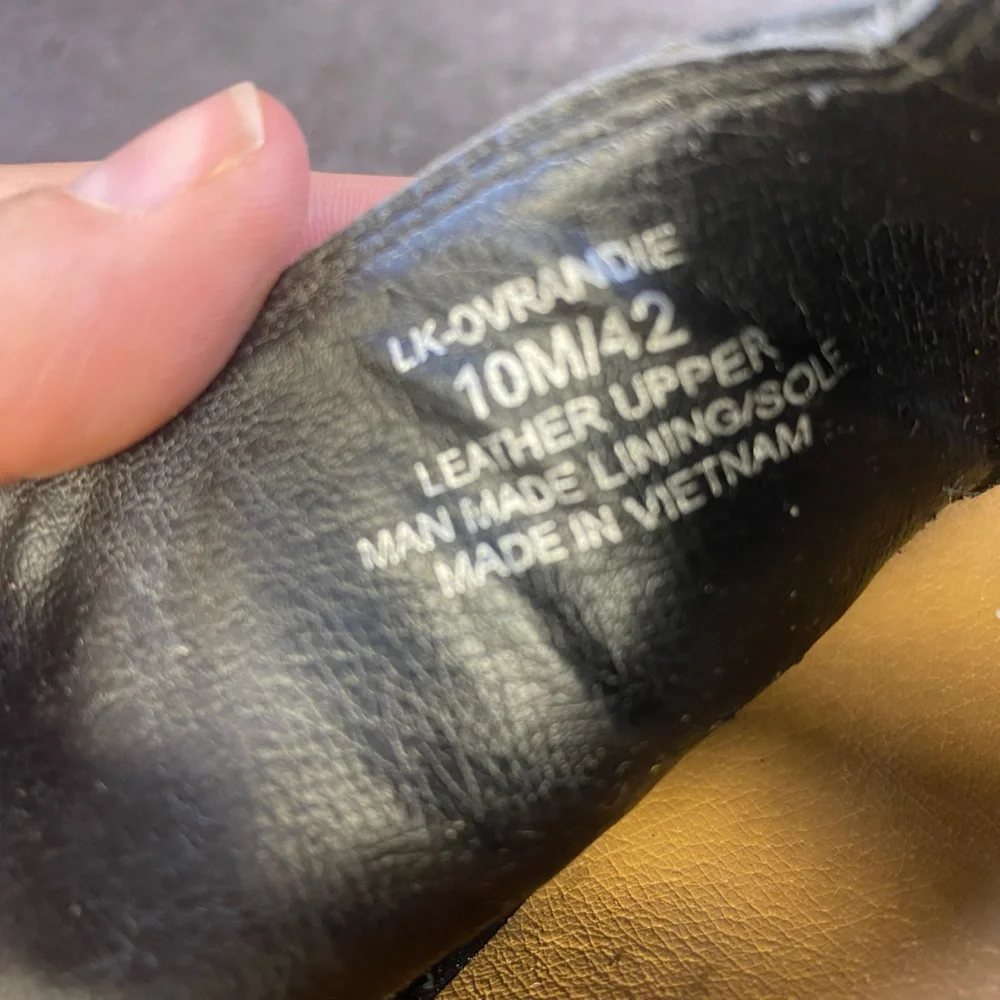 LK-OVRANDIE
10M/42
LEATHER UPPER
MAN MADE LINING/SOLE
MADE IN VIETNAM